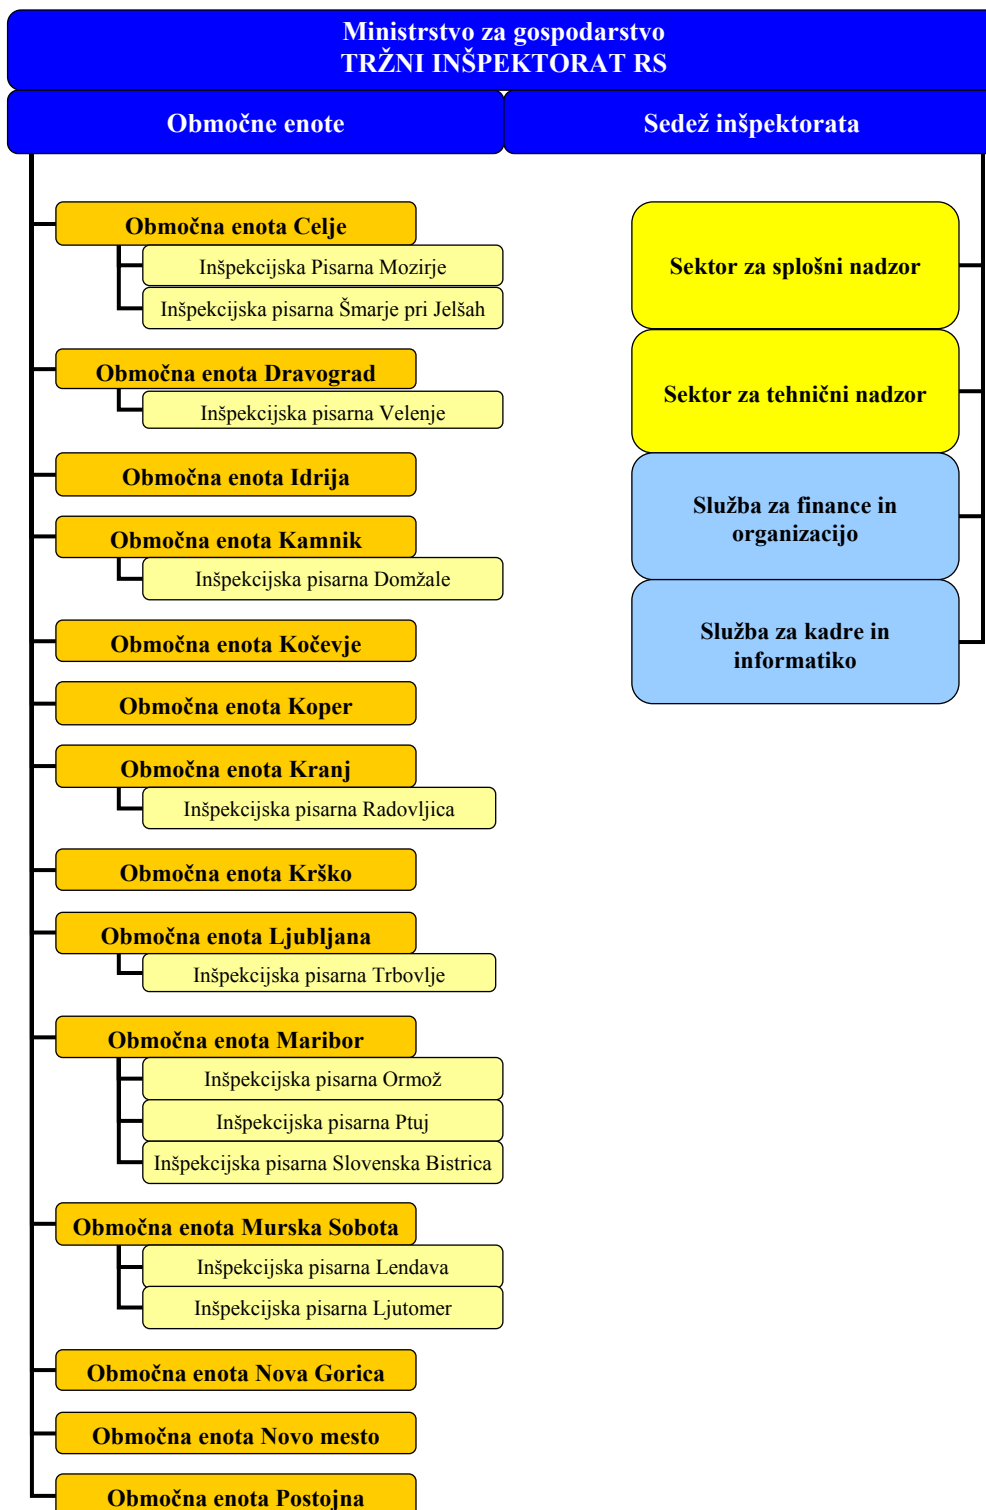 Ministrstvo za gospodarstvo
TRŽNI INŠPEKTORAT RS
Območne enote
Sedež inšpektorata
Območna enota Celje
Inšpekcijska Pisarna Mozirje
Inšpekcijska pisarna Šmarje pri Jelšah
Območna enota Dravograd
Inšpekcijska pisarna Velenje
Območna enota Idrija
Območna enota Kamnik
Inšpekcijska pisarna Domžale
Območna enota Kočevje
Območna enota Koper
Območna enota Kranj
Inšpekcijska pisarna Radovljica
Območna enota Krško
Območna enota Ljubljana
Inšpekcijska pisarna Trbovlje
Območna enota Maribor
Inšpekcijska pisarna Ormož
Inšpekcijska pisarna Ptuj
Inšpekcijska pisarna Slovenska Bistrica
Območna enota Murska Sobota
Inšpekcijska pisarna Lendava
Inšpekcijska pisarna Ljutomer
Območna enota Nova Gorica
Območna enota Novo mesto
Območna enota Postojna
Sektor za splošni nadzor
Sektor za tehnični nadzor
Služba za finance in
organizacijo
Služba za kadre in
informatiko